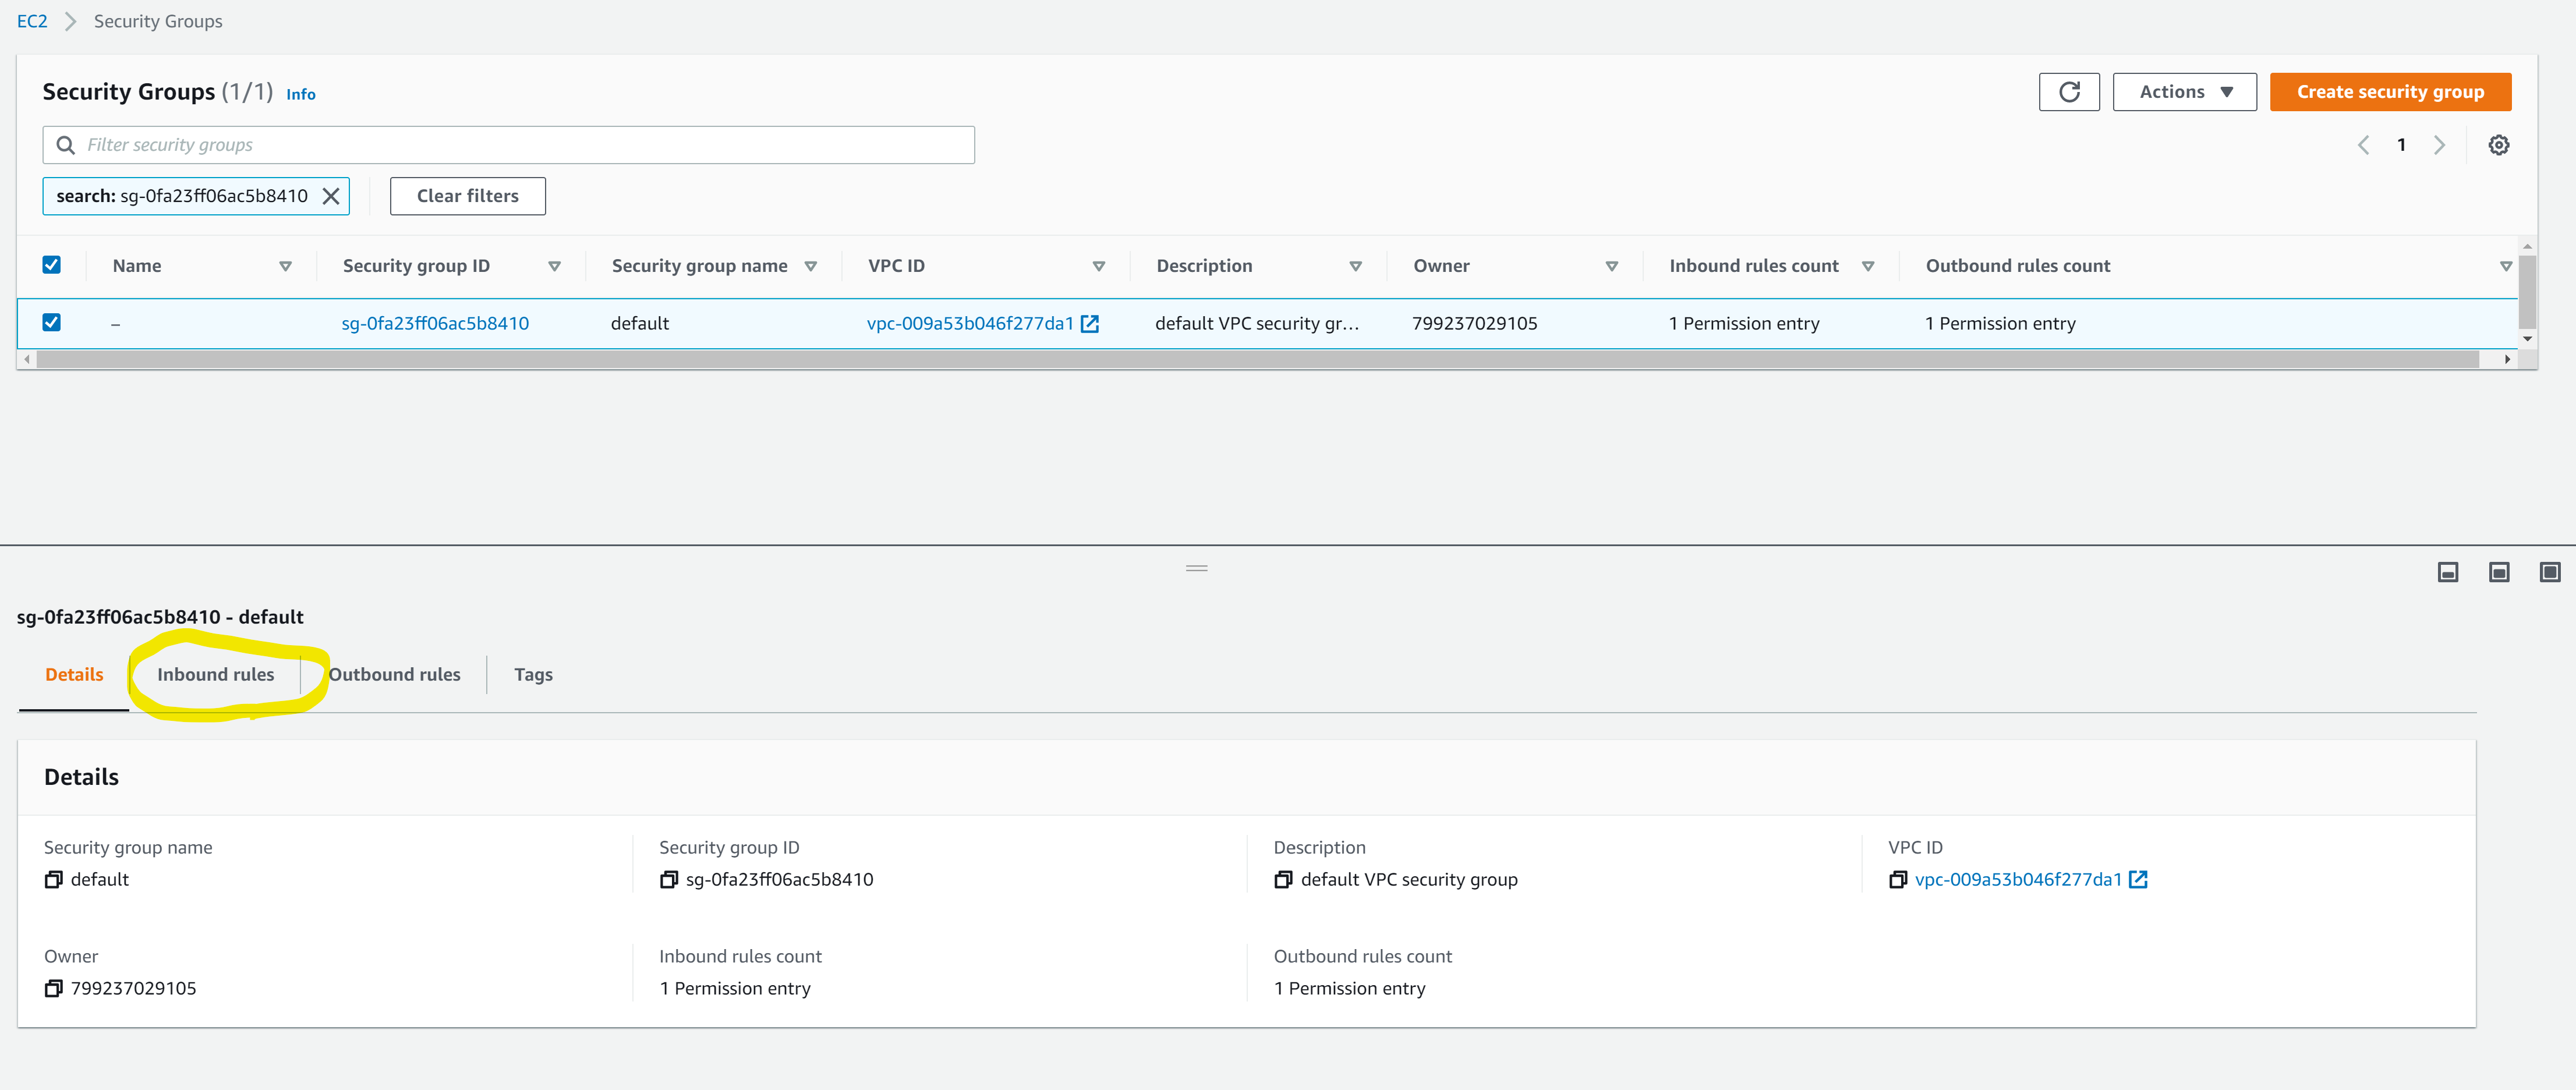 EC2 Security Groups
Security Groups (1/1) Info
Actions
Create security group
Filter security groups
1
search: sg-0fa23ff06ac5b8410
Clear filters
Name Security group ID Security group name VPC ID Description Owner Inbound rules count Outbound rules count
– sg-0fa23ff06ac5b8410 default vpc-009a53b046f277da1 default VPC security gr... 799237029105 1 Permission entry 1 Permission entry
sg-0fa23ff06ac5b8410 - default
Details Inbound rules Outbound rules Tags
Details
Security group name Security group ID Description VPC ID
default sg-0fa23ff06ac5b8410 default VPC security group vpc-009a53b046f277da1
Owner Inbound rules count Outbound rules count
799237029105 1 Permission entry 1 Permission entry